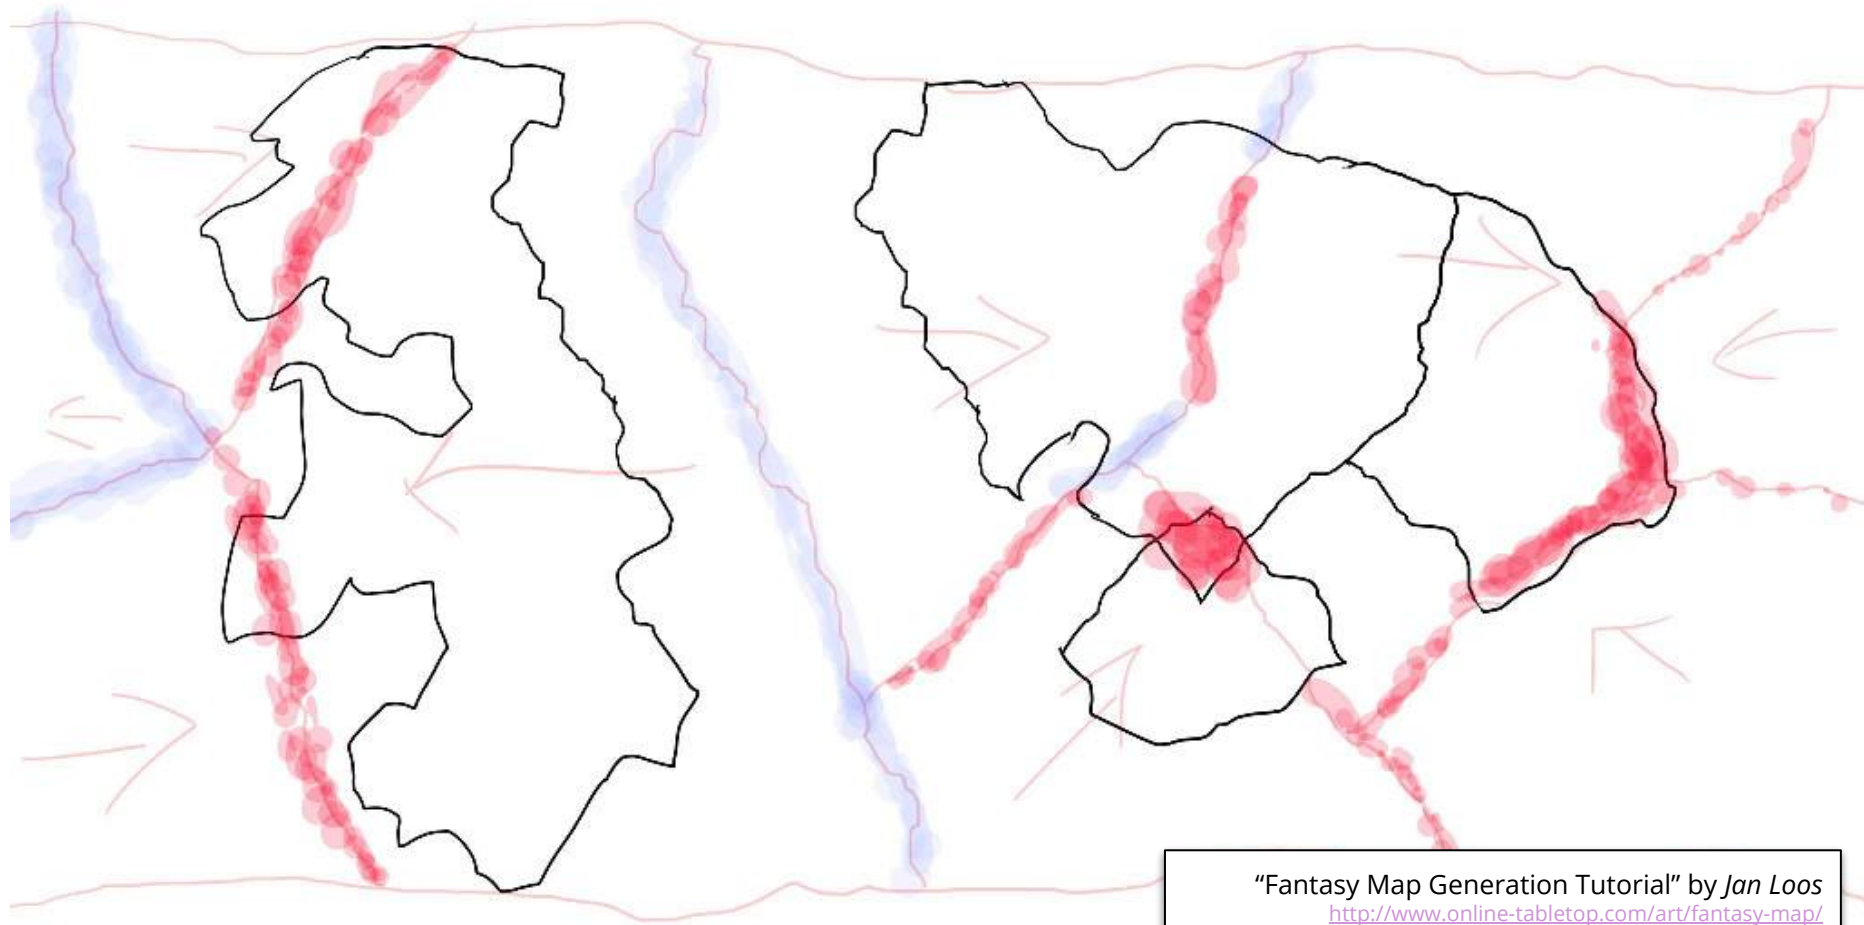 “Fantasy Map Generation Tutorial” by Jan Loos
http://www.online-tabletop.com/art/fantasy-map/